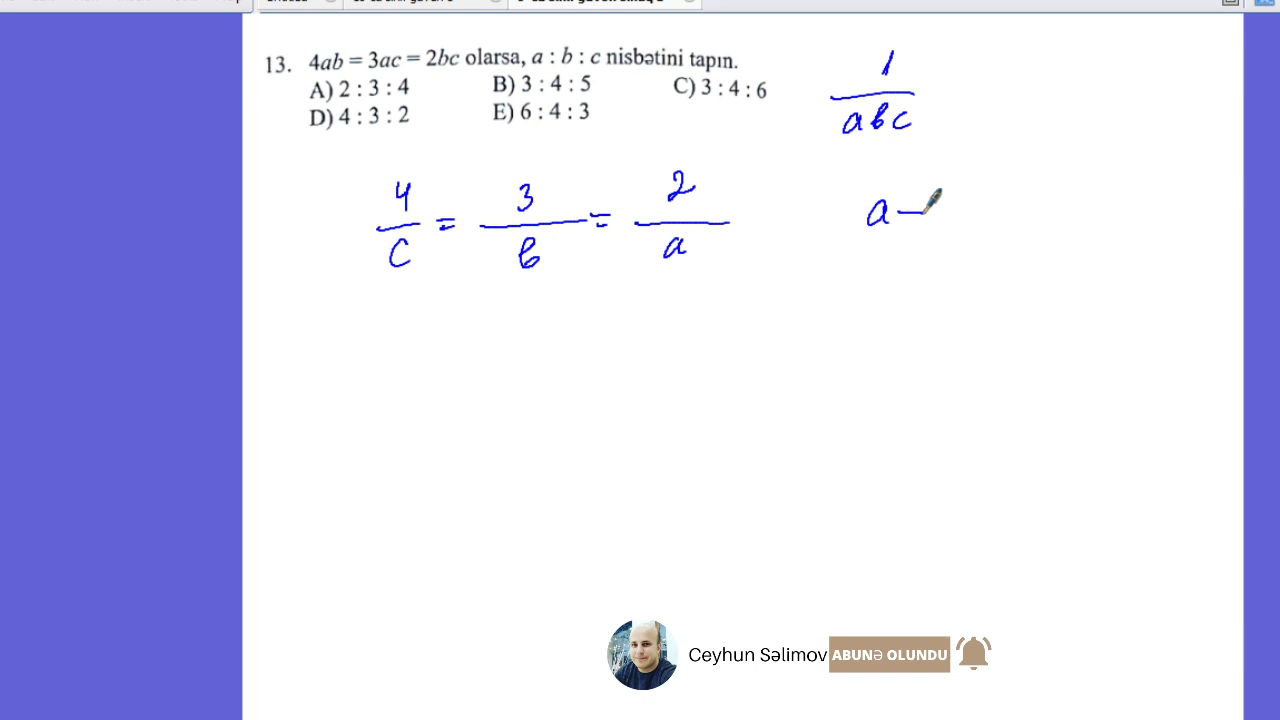 13. 4ab = 3ac = 2bc olarsa, a : b : c nisbətini tapın.
A) 2 : 3 : 4 B) 3 : 4 : 5 C) 3 : 4 : 6
D) 4 : 3 : 2 E) 6 : 4 : 3
1
abc
4/c = 3/b = 2/a
a –
Ceyhun Səlimov ABUNƏ OLUNDU